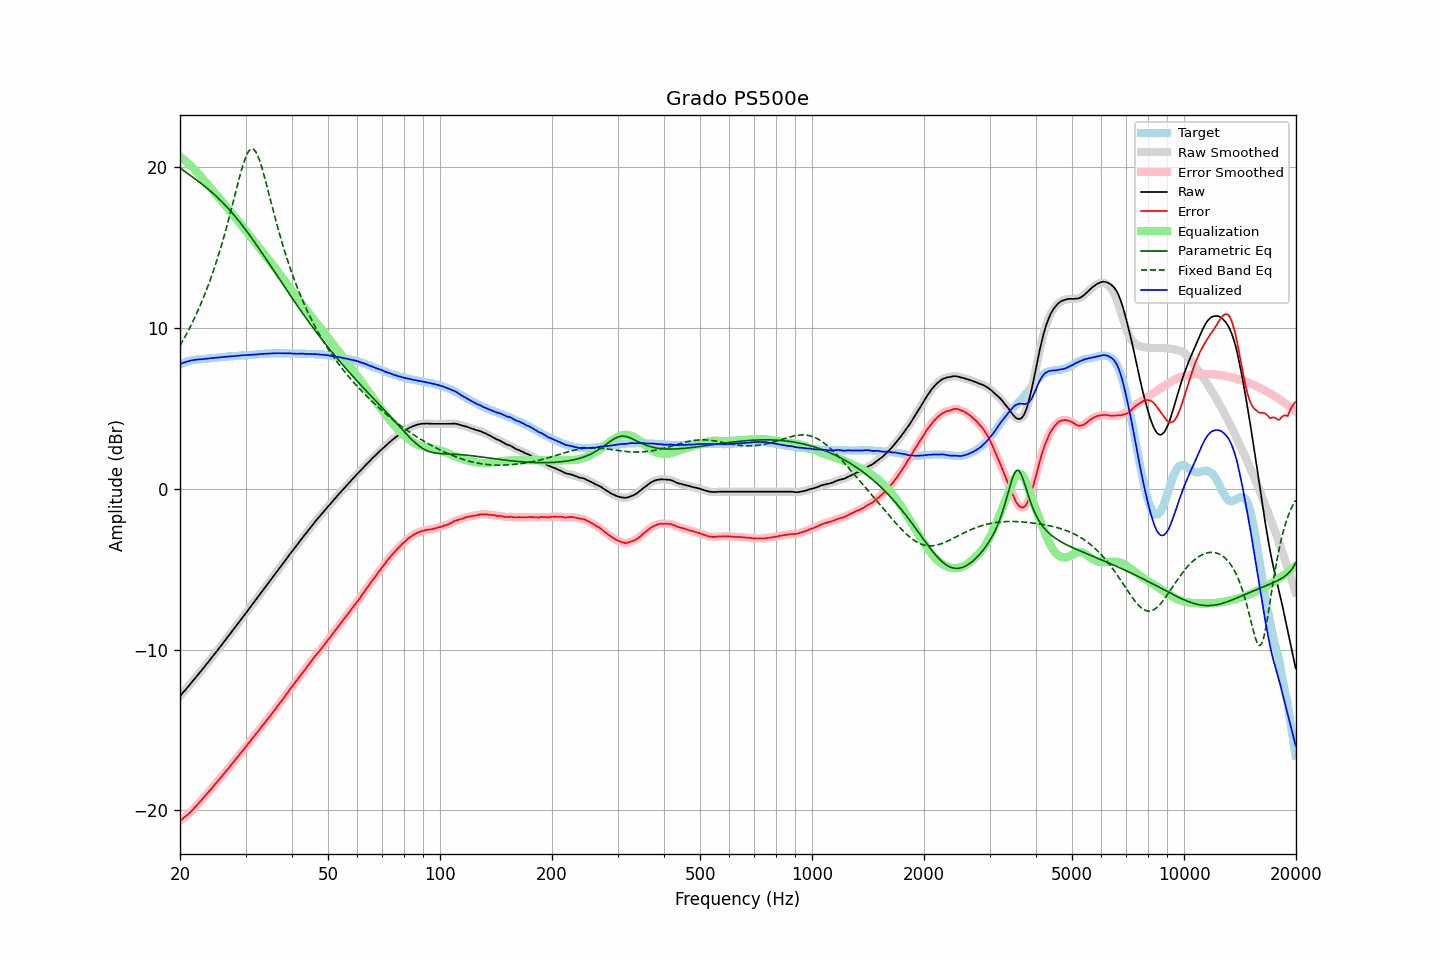 Grado PS500e
Target
Raw Smoothed
Error Smoothed
Raw
Error
Equalization
Parametric Eq
Fixed Band Eq
Equalized
20
10
0
−10
−20
Amplitude (dBr)
20 50 100 200 500 1000 2000 5000 10000 20000
Frequency (Hz)